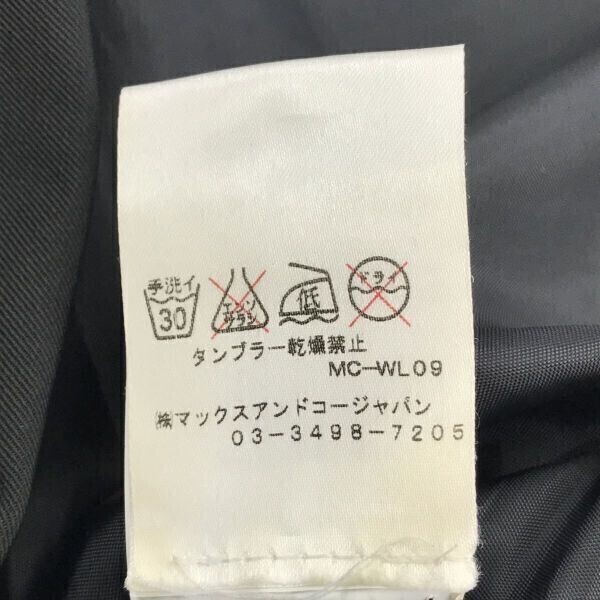 手洗イ
30
エンソ
サラシ
低
ドライ
タンブラー乾燥禁止
MC-WL09
㈱マックスアンドコージャパン
03-3498-7205